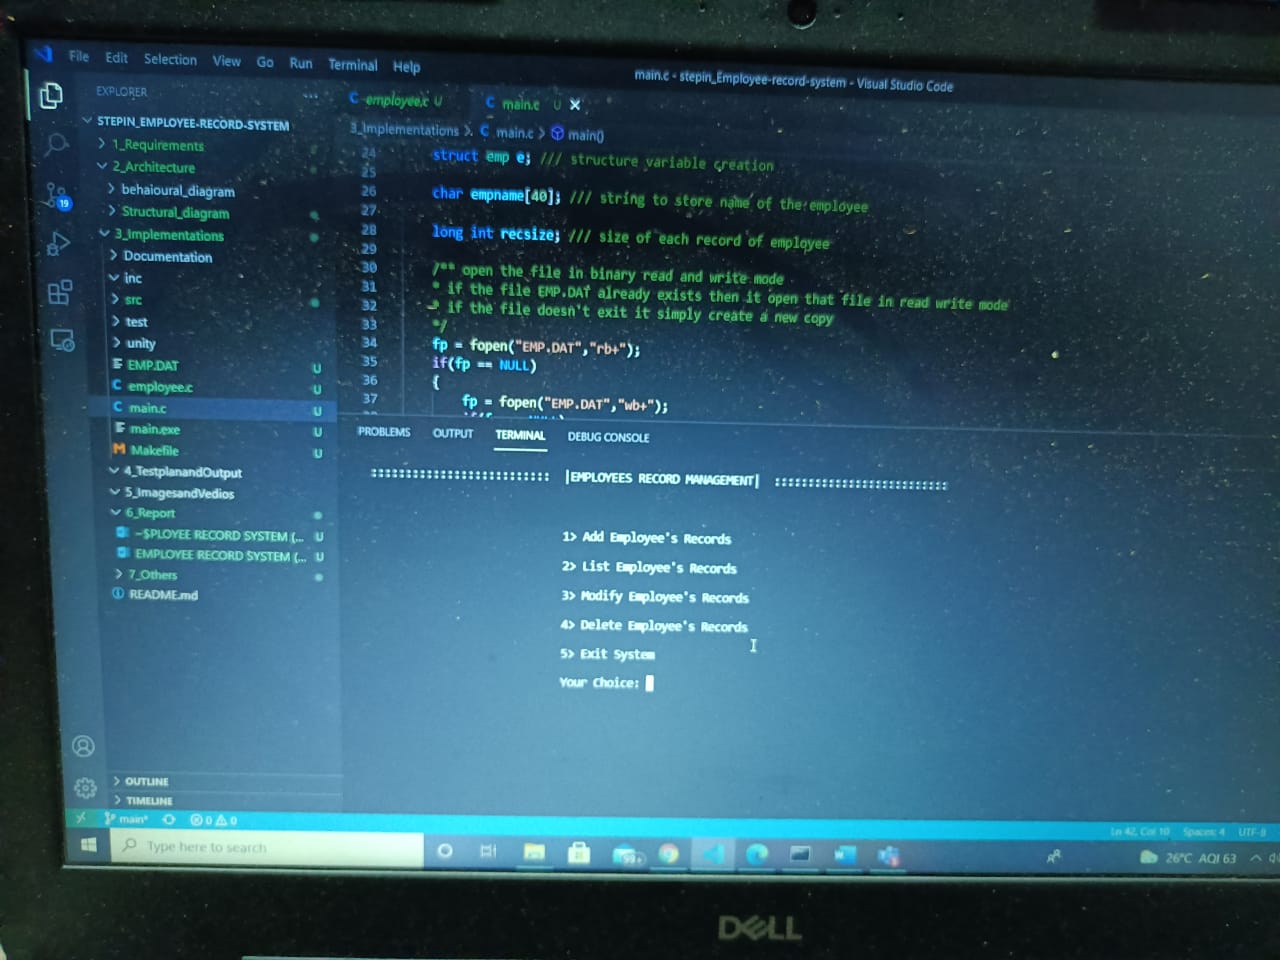 File Edit Selection View Go Run Terminal Help
main.c - stepin_Employee-record-system - Visual Studio Code
EXPLORER
...
STEPIN_EMPLOYEE-RECORD-SYSTEM
1_Requirements
2_Architecture
behaioural_diagram
Structural_diagram
3_Implementations
Documentation
inc
src
test
unity
EMP.DAT U
employee.c U
main.c U
main.exe U
Makefile U
4_TestplanandOutput
5_ImagesandVedios
6_Report
~$PLOYEE RECORD SYSTEM (... U
EMPLOYEE RECORD SYSTEM (... U
7_Others
README.md
OUTLINE
TIMELINE
19
C employee.c U C main.c U X
3_Implementations > C main.c > main()
24 struct emp e; /// structure variable creation
25
26 char empname[40]; /// string to store name of the employee
27
28 long int recsize; /// size of each record of employee
29
30 /** open the file in binary read and write mode
31 * if the file EMP.DAT already exists then it open that file in read write mode
32 * if the file doesn't exit it simply create a new copy
33 */
34 fp = fopen("EMP.DAT","rb+");
35 if(fp == NULL)
36 {
37 fp = fopen("EMP.DAT","wb+");
PROBLEMS OUTPUT TERMINAL DEBUG CONSOLE
|EMPLOYEES RECORD MANAGEMENT|
1> Add Employee's Records
2> List Employee's Records
3> Modify Employee's Records
4> Delete Employee's Records
5> Exit System
Your Choice:
main* 0 0
Ln 42, Col 10 Spaces: 4 UTF-8
Type here to search
99+
26°C AQI 63
DELL